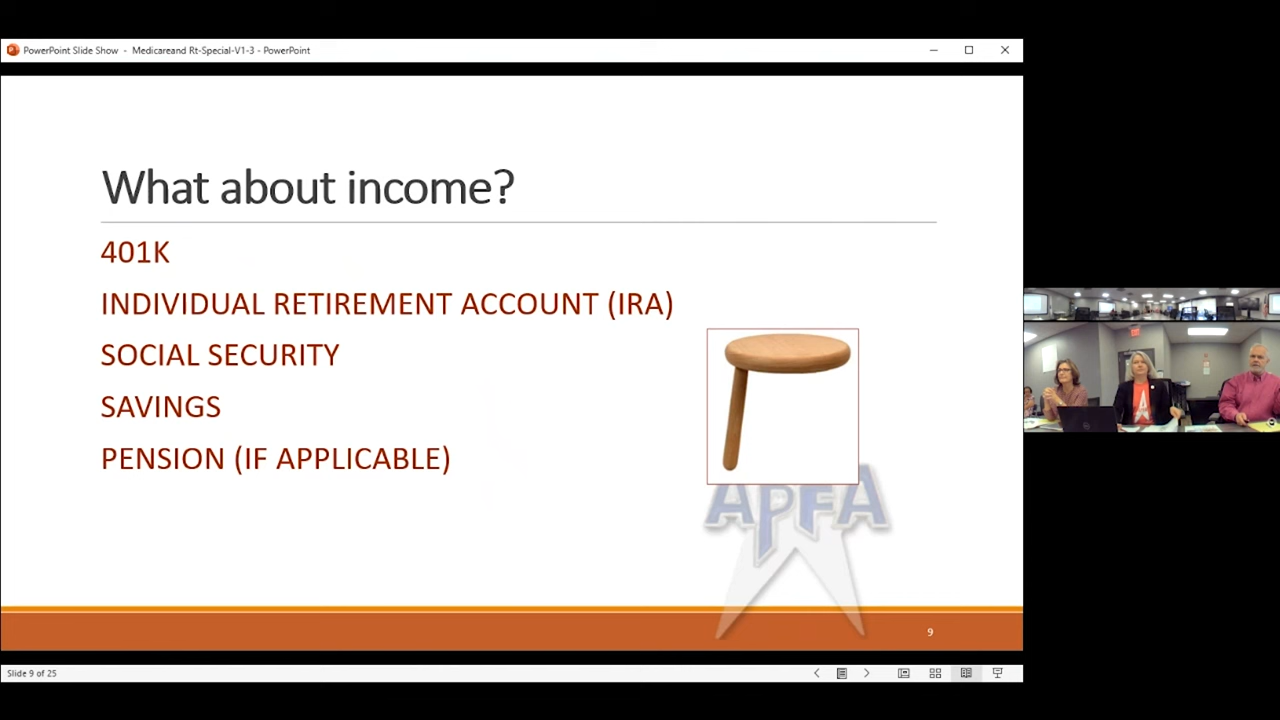 PowerPoint Slide Show - Medicareand Rt-Special-V1-3 - PowerPoint
What about income?
401K
INDIVIDUAL RETIREMENT ACCOUNT (IRA)
SOCIAL SECURITY
SAVINGS
PENSION (IF APPLICABLE)
APFA
9
Slide 9 of 25